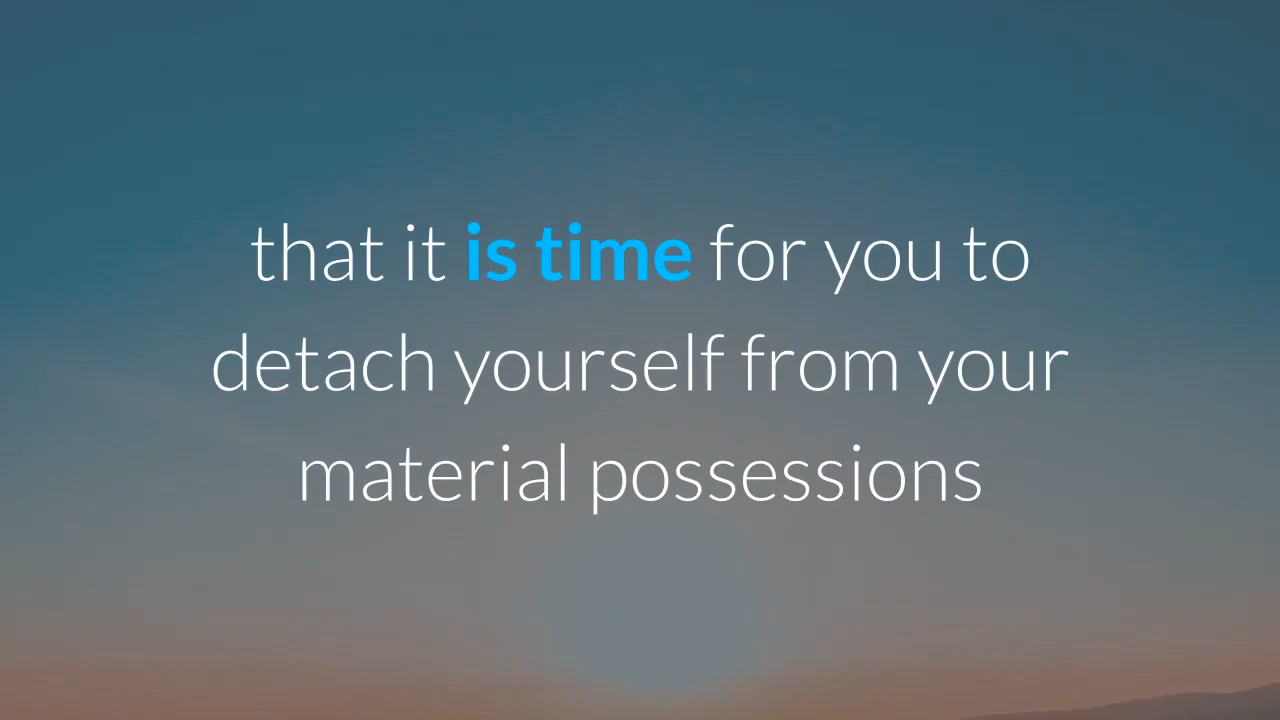 that it is time for you to
detach yourself from your
material possessions